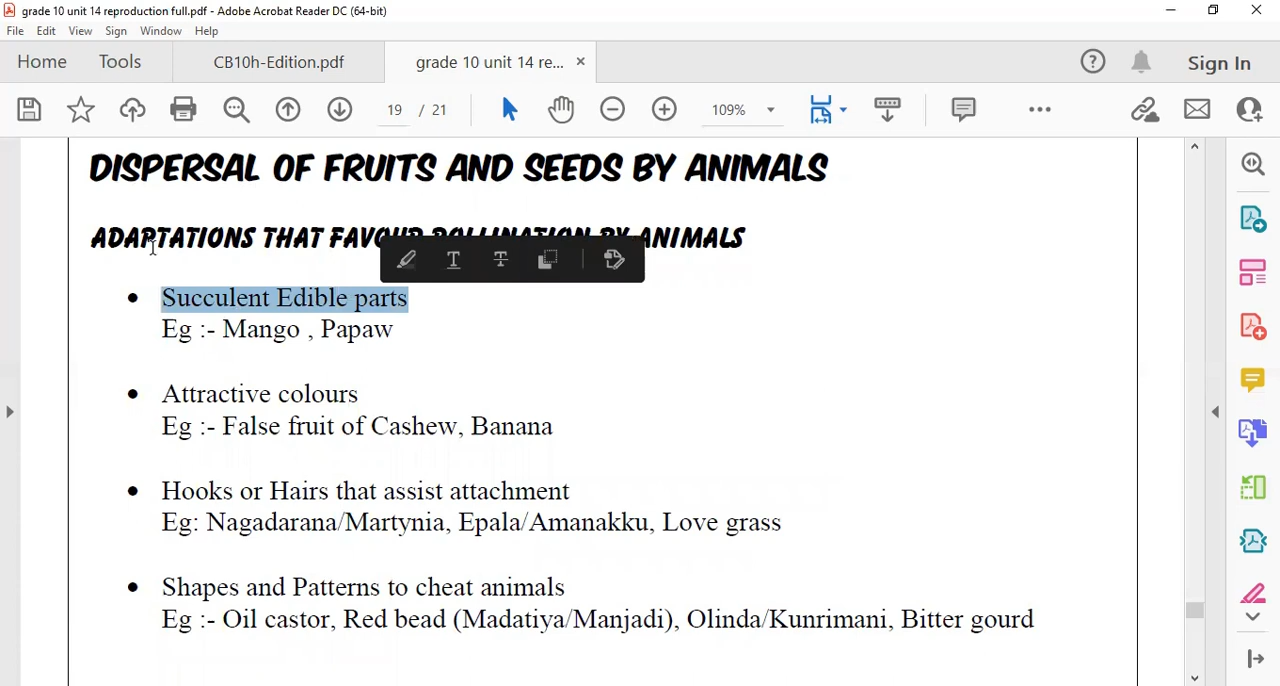 grade 10 unit 14 reproduction full.pdf - Adobe Acrobat Reader DC (64-bit)
File Edit View Sign Window Help
Home Tools CB10h-Edition.pdf grade 10 unit 14 re... × Sign In
19 / 21 109%
DISPERSAL OF FRUITS AND SEEDS BY ANIMALS
ADAPTATIONS THAT FAVOUR POLLINATION BY ANIMALS
• Succulent Edible parts
Eg :- Mango , Papaw
• Attractive colours
Eg :- False fruit of Cashew, Banana
• Hooks or Hairs that assist attachment
Eg: Nagadarana/Martynia, Epala/Amanakku, Love grass
• Shapes and Patterns to cheat animals
Eg :- Oil castor, Red bead (Madatiya/Manjadi), Olinda/Kunrimani, Bitter gourd